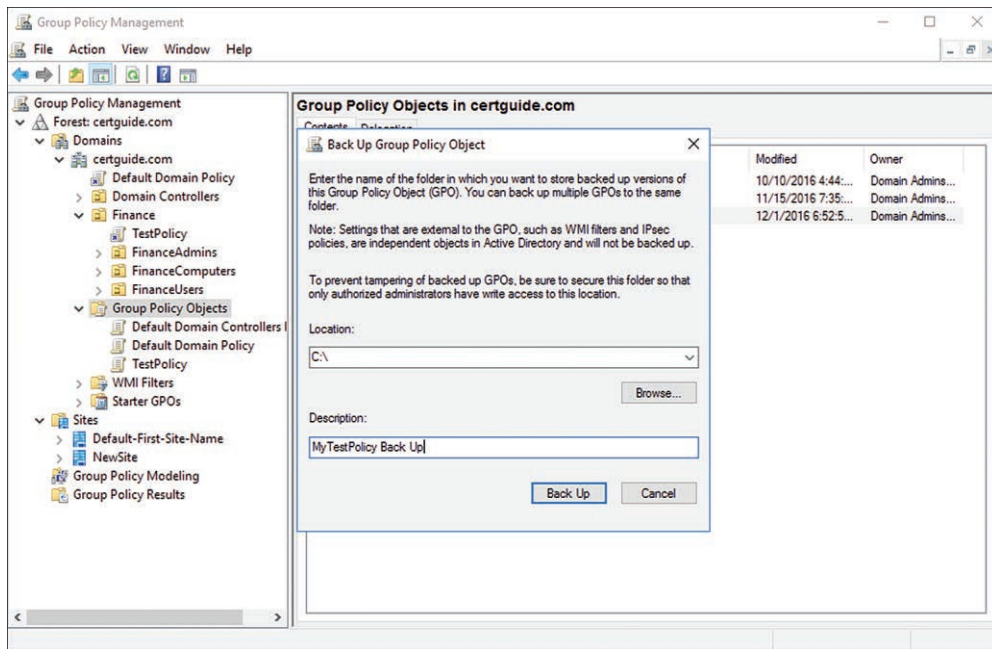 Group Policy Management
File Action View Window Help
Group Policy Management
Forest: certguide.com
Domains
certguide.com
Default Domain Policy
Domain Controllers
Finance
TestPolicy
FinanceAdmins
FinanceComputers
FinanceUsers
Group Policy Objects
Default Domain Controllers
Default Domain Policy
TestPolicy
WMI Filters
Starter GPOs
Sites
Default-First-Site-Name
NewSite
Group Policy Modeling
Group Policy Results
Group Policy Objects in certguide.com
Contents Delegation
Modified Owner
10/10/2016 4:44:... Domain Admins...
11/15/2016 7:35:... Domain Admins...
12/1/2016 6:52:5... Domain Admins...
Back Up Group Policy Object
Enter the name of the folder in which you want to store backed up versions of
this Group Policy Object (GPO). You can back up multiple GPOs to the same
folder.
Note: Settings that are external to the GPO, such as WMI filters and IPsec
policies, are independent objects in Active Directory and will not be backed up.
To prevent tampering of backed up GPOs, be sure to secure this folder so that
only authorized administrators have write access to this location.
Location:
C:\
Browse...
Description:
MyTestPolicy Back Up
Back Up Cancel